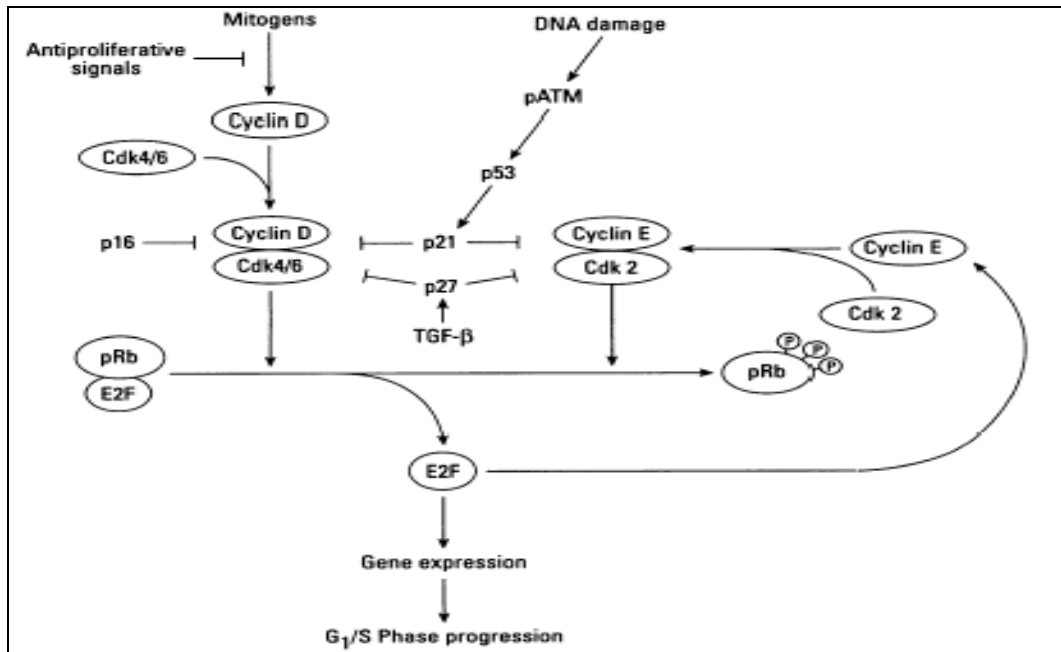 Mitogens
DNA damage
Antiproliferative
signals
pATM
Cyclin D
Cdk4/6
p53
p16
Cyclin D
Cdk4/6
p21
p27
TGF-β
Cyclin E
Cdk 2
Cyclin E
Cdk 2
pRb
E2F
pRb
P
P
P
E2F
Gene expression
G₁/S Phase progression